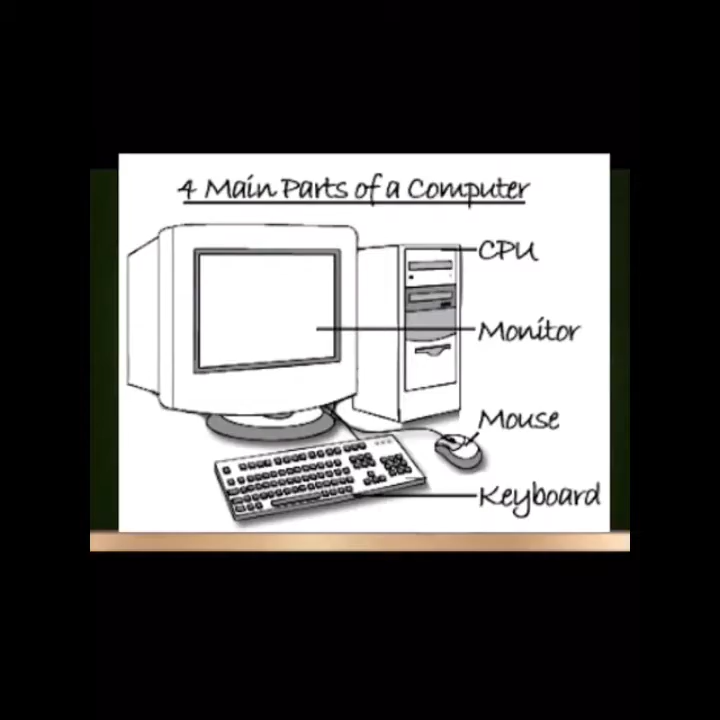 4 Main Parts of a Computer
CPU
Monitor
Mouse
Keyboard